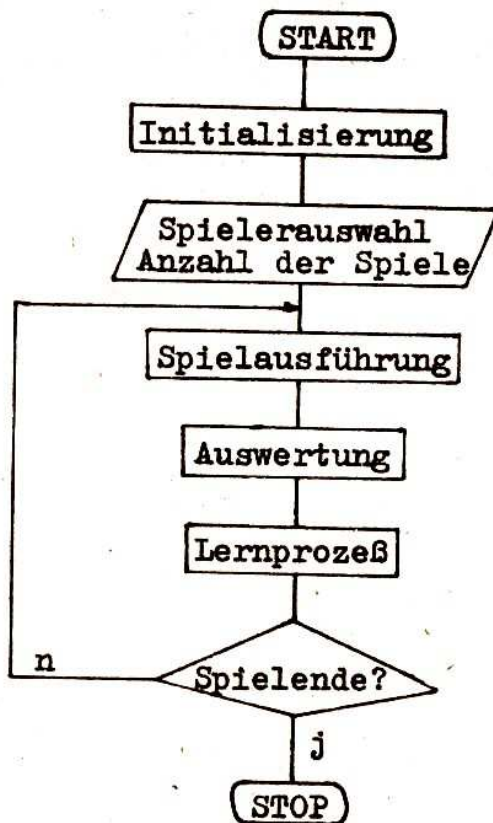 START
Initialisierung
Spielerauswahl
Anzahl der Spiele
Spielausführung
Auswertung
Lernprozeß
n
Spielende?
j
STOP